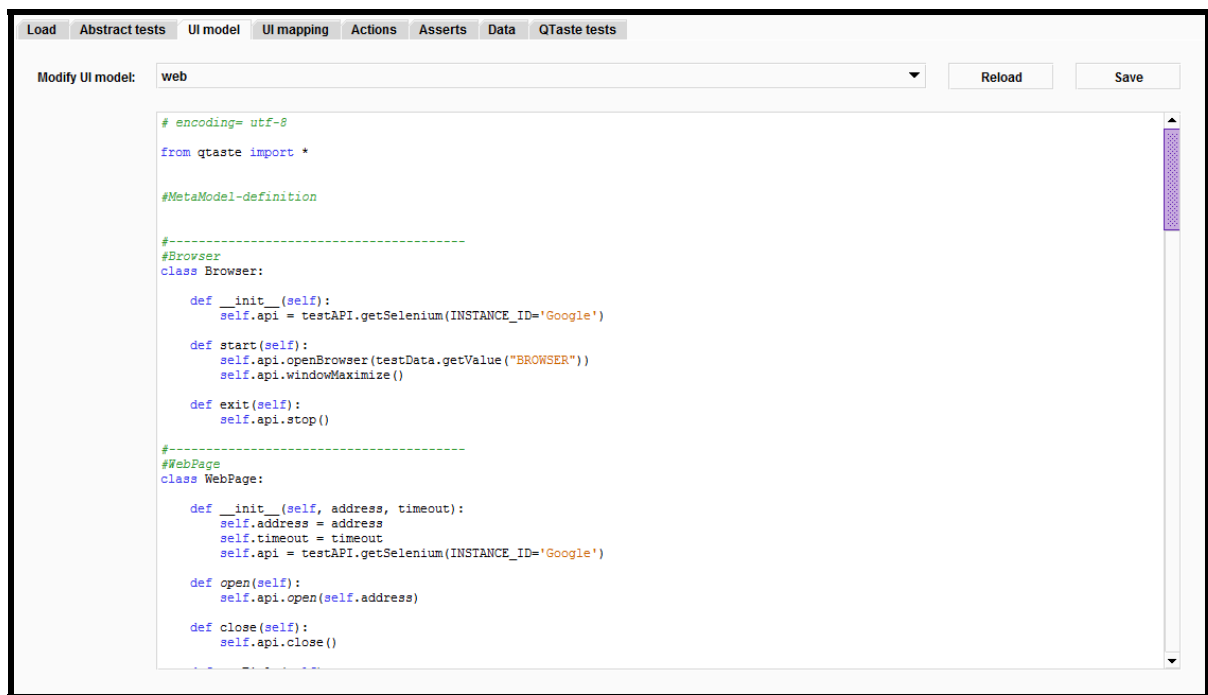 Load Abstract tests UI model UI mapping Actions Asserts Data QTaste tests
Modify UI model: web Reload Save
# encoding= utf-8
from qtaste import *
#MetaModel-definition
#----------------------------------------
#Browser
class Browser:
def __init__(self):
self.api = testAPI.getSelenium(INSTANCE_ID='Google')
def start(self):
self.api.openBrowser(testData.getValue("BROWSER"))
self.api.windowMaximize()
def exit(self):
self.api.stop()
#----------------------------------------
#WebPage
class WebPage:
def __init__(self, address, timeout):
self.address = address
self.timeout = timeout
self.api = testAPI.getSelenium(INSTANCE_ID='Google')
def open(self):
self.api.open(self.address)
def close(self):
self.api.close()